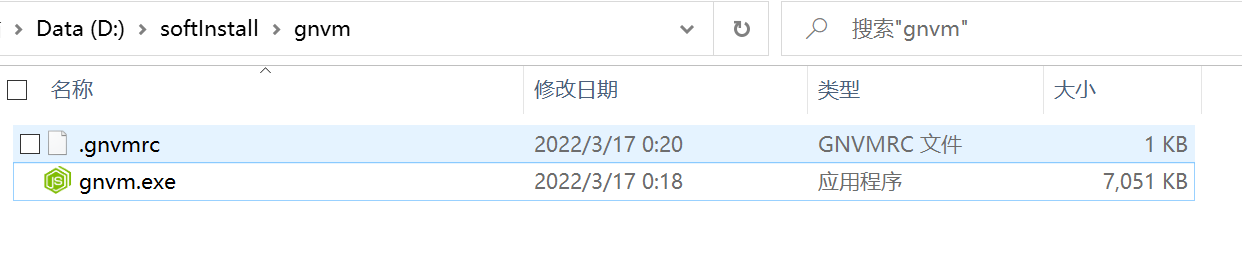 Data (D:) softInstall gnvm 搜索"gnvm"
名称 修改日期 类型 大小
.gnvmrc 2022/3/17 0:20 GNVMRC 文件 1 KB
JS gnvm.exe 2022/3/17 0:18 应用程序 7,051 KB